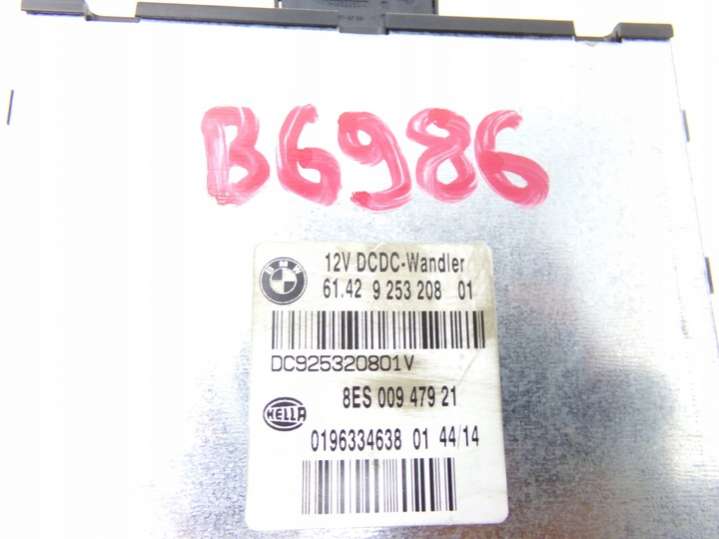 B6986
BMW
12V DCDC-Wandler
61.42 9 253 208 01
DC925320801V
8ES 009 479 21
HELLA
0196334638 01 44/14